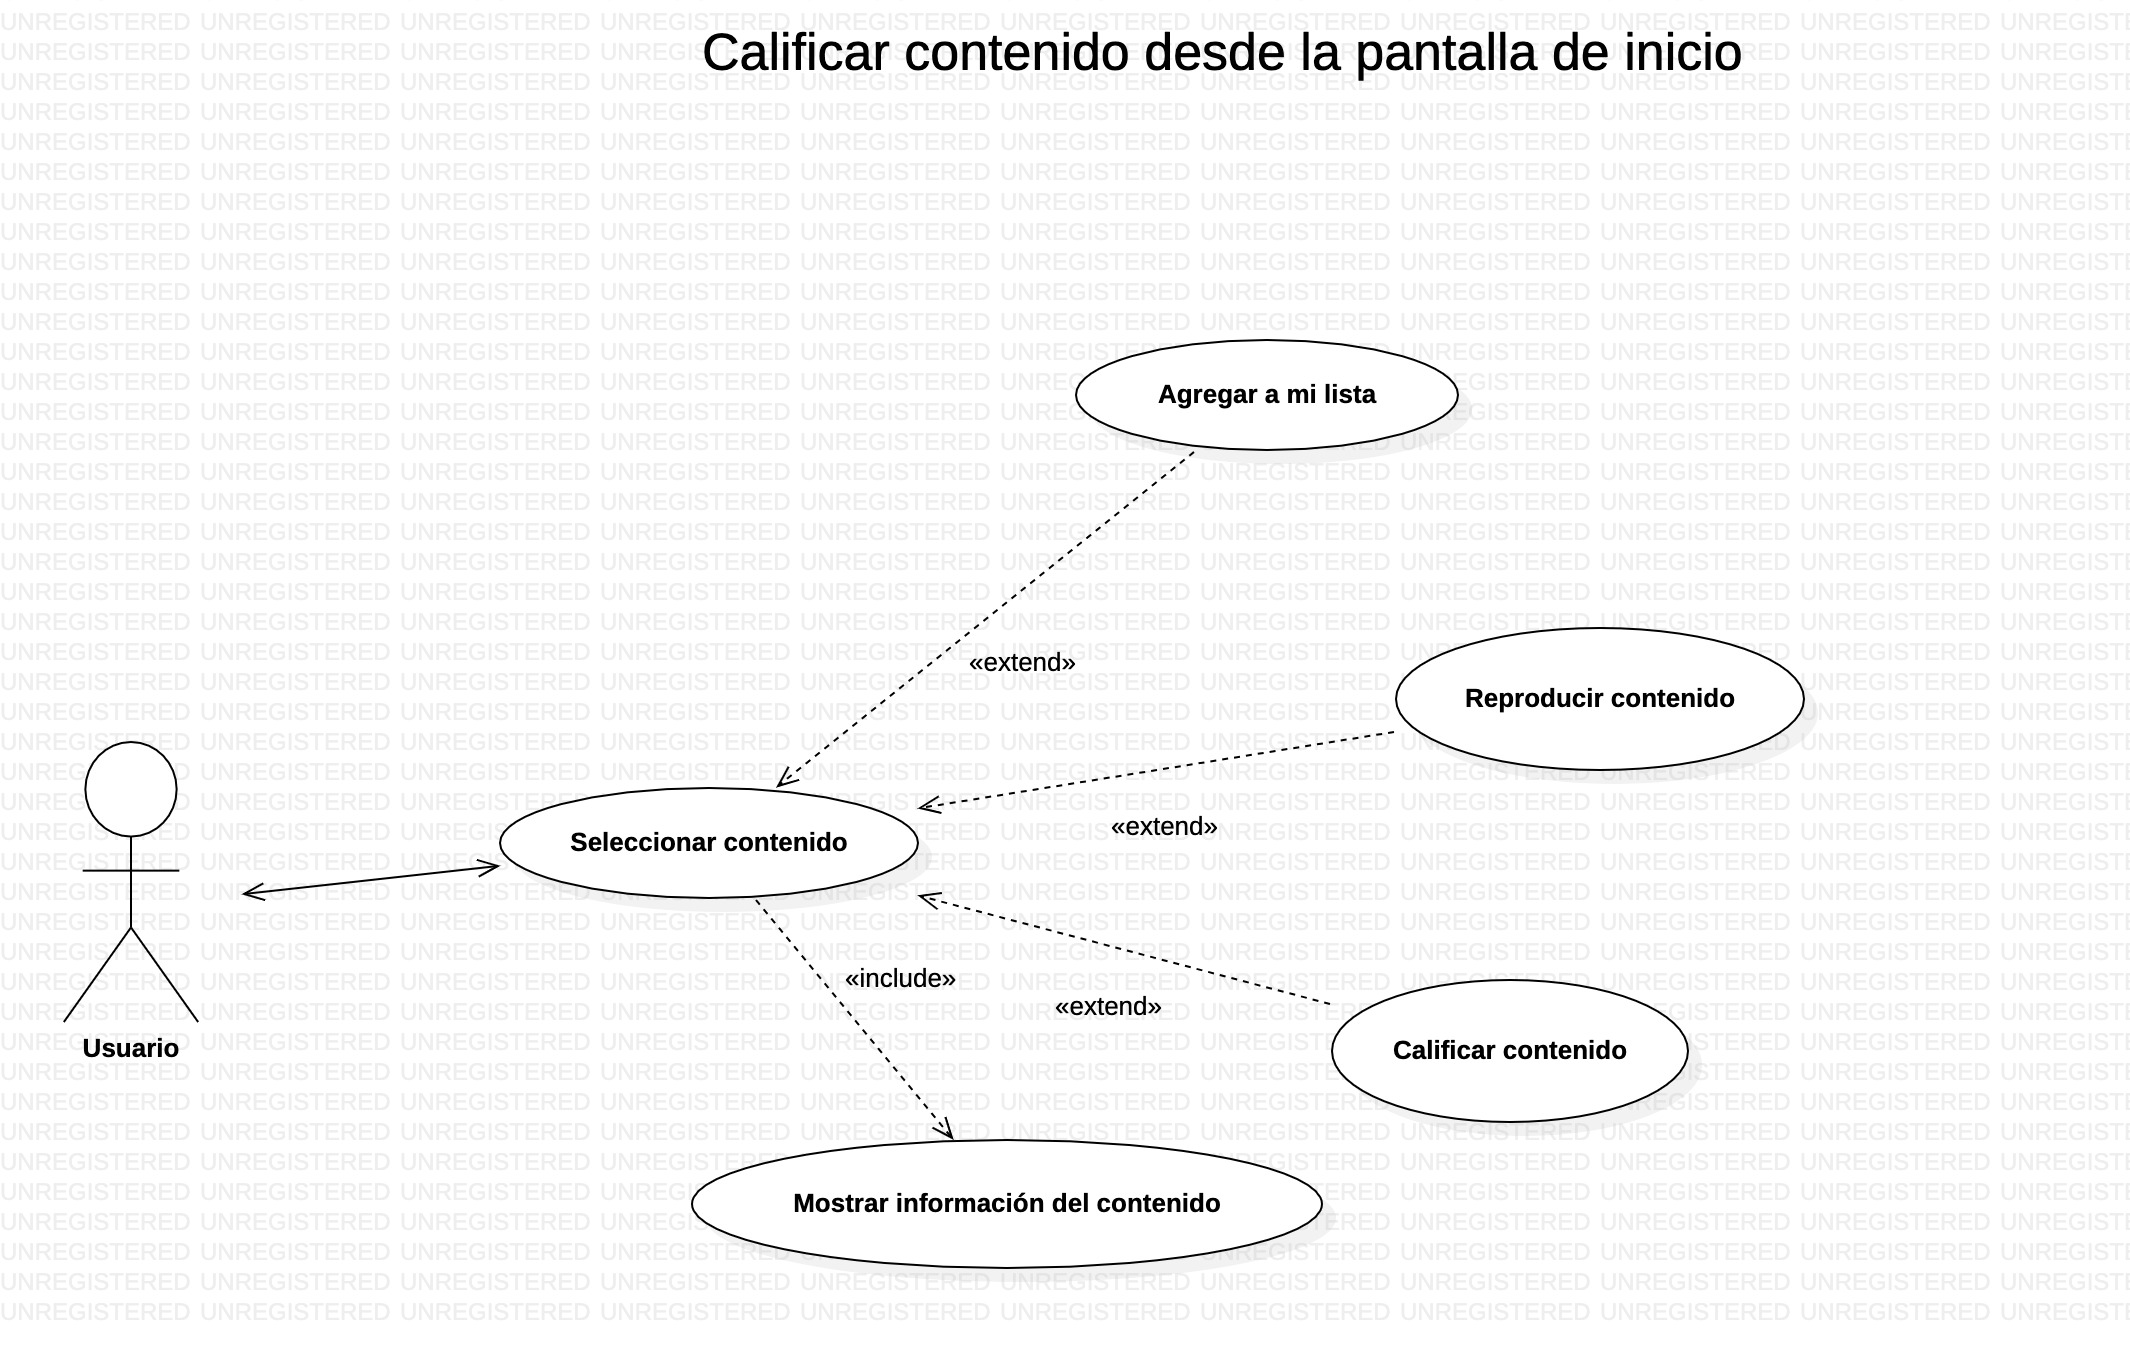 Calificar contenido desde la pantalla de inicio
Agregar a mi lista
«extend»
Reproducir contenido
«extend»
Seleccionar contenido
«include»
«extend»
Usuario
Calificar contenido
Mostrar información del contenido
UNREGISTERED